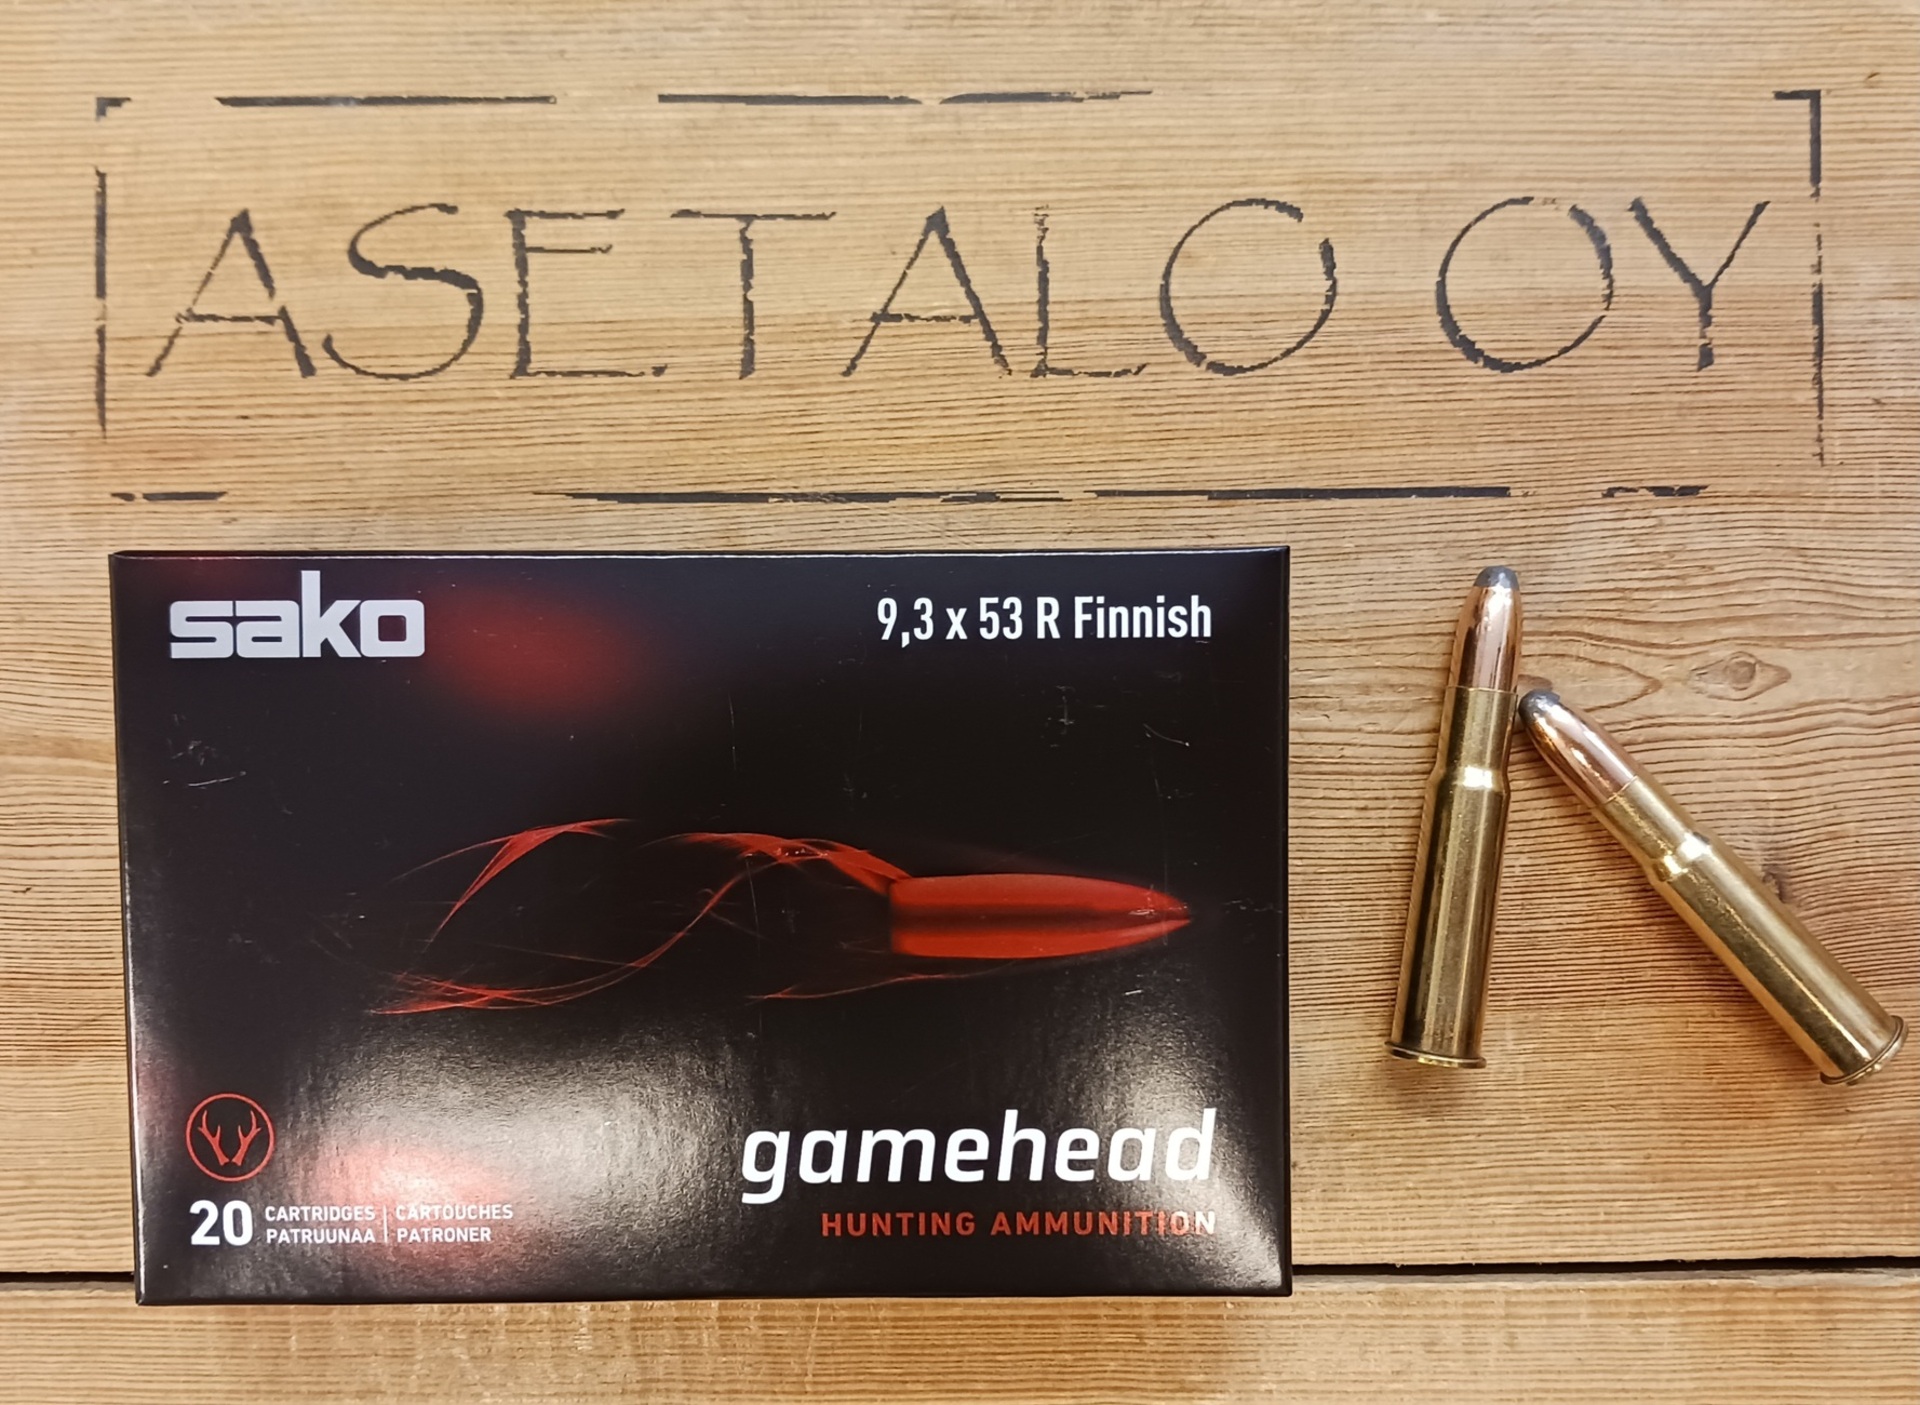 ASETALO OY
sako
9,3 x 53 R Finnish
gamehead
HUNTING AMMUNITION
20
CARTRIDGES | CARTOUCHES
PATRUUNAA | PATRONER